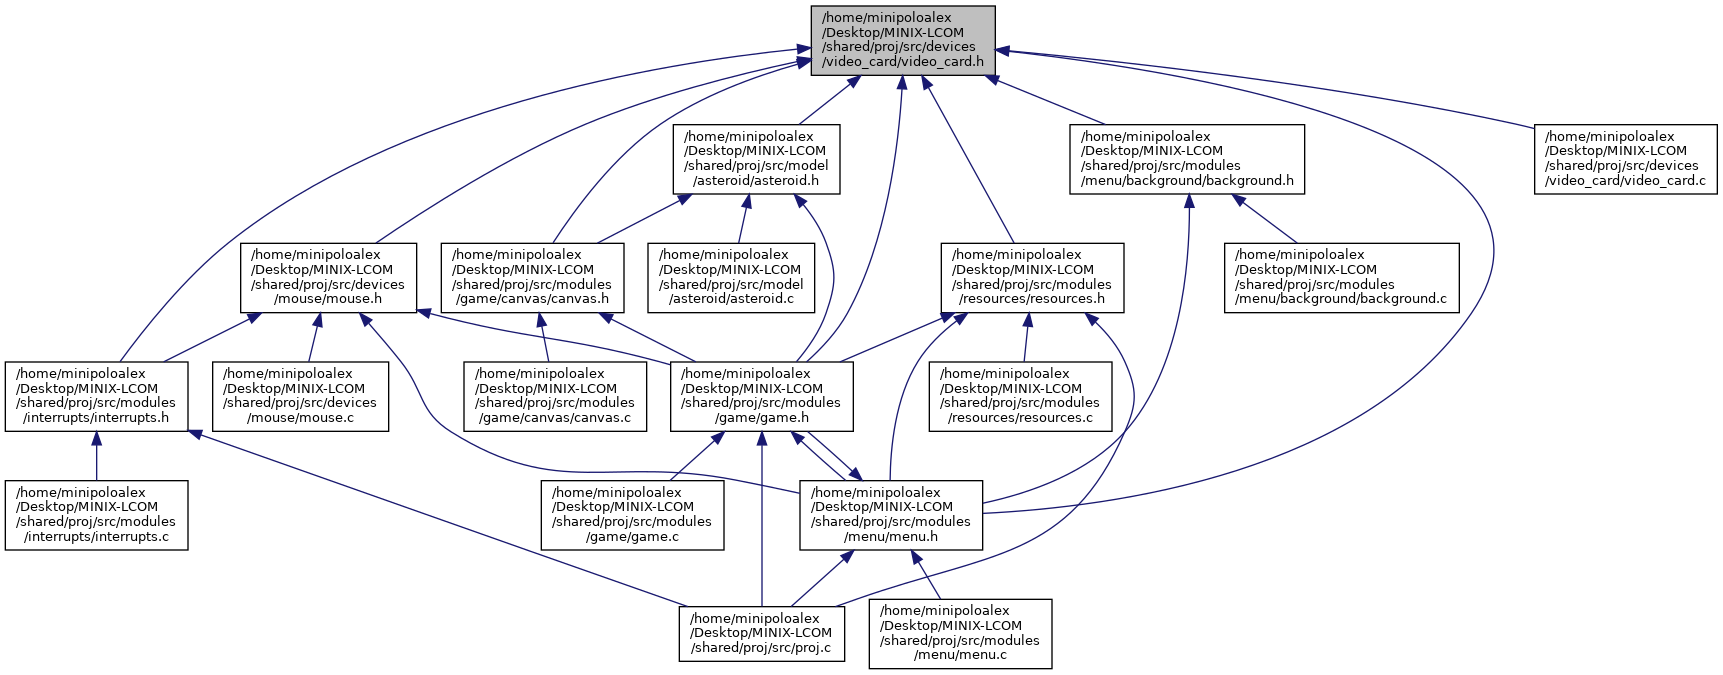 /home/minipoloalex
/Desktop/MINIX-LCOM
/shared/proj/src/devices
/video_card/video_card.h
/home/minipoloalex
/Desktop/MINIX-LCOM
/shared/proj/src/model
/asteroid/asteroid.h
/home/minipoloalex
/Desktop/MINIX-LCOM
/shared/proj/src/modules
/menu/background/background.h
/home/minipoloalex
/Desktop/MINIX-LCOM
/shared/proj/src/devices
/video_card/video_card.c
/home/minipoloalex
/Desktop/MINIX-LCOM
/shared/proj/src/devices
/mouse/mouse.h
/home/minipoloalex
/Desktop/MINIX-LCOM
/shared/proj/src/modules
/game/canvas/canvas.h
/home/minipoloalex
/Desktop/MINIX-LCOM
/shared/proj/src/model
/asteroid/asteroid.c
/home/minipoloalex
/Desktop/MINIX-LCOM
/shared/proj/src/modules
/resources/resources.h
/home/minipoloalex
/Desktop/MINIX-LCOM
/shared/proj/src/modules
/menu/background/background.c
/home/minipoloalex
/Desktop/MINIX-LCOM
/shared/proj/src/modules
/interrupts/interrupts.h
/home/minipoloalex
/Desktop/MINIX-LCOM
/shared/proj/src/devices
/mouse/mouse.c
/home/minipoloalex
/Desktop/MINIX-LCOM
/shared/proj/src/modules
/game/canvas/canvas.c
/home/minipoloalex
/Desktop/MINIX-LCOM
/shared/proj/src/modules
/game/game.h
/home/minipoloalex
/Desktop/MINIX-LCOM
/shared/proj/src/modules
/resources/resources.c
/home/minipoloalex
/Desktop/MINIX-LCOM
/shared/proj/src/modules
/interrupts/interrupts.c
/home/minipoloalex
/Desktop/MINIX-LCOM
/shared/proj/src/modules
/game/game.c
/home/minipoloalex
/Desktop/MINIX-LCOM
/shared/proj/src/modules
/menu/menu.h
/home/minipoloalex
/Desktop/MINIX-LCOM
/shared/proj/src/proj.c
/home/minipoloalex
/Desktop/MINIX-LCOM
/shared/proj/src/modules
/menu/menu.c